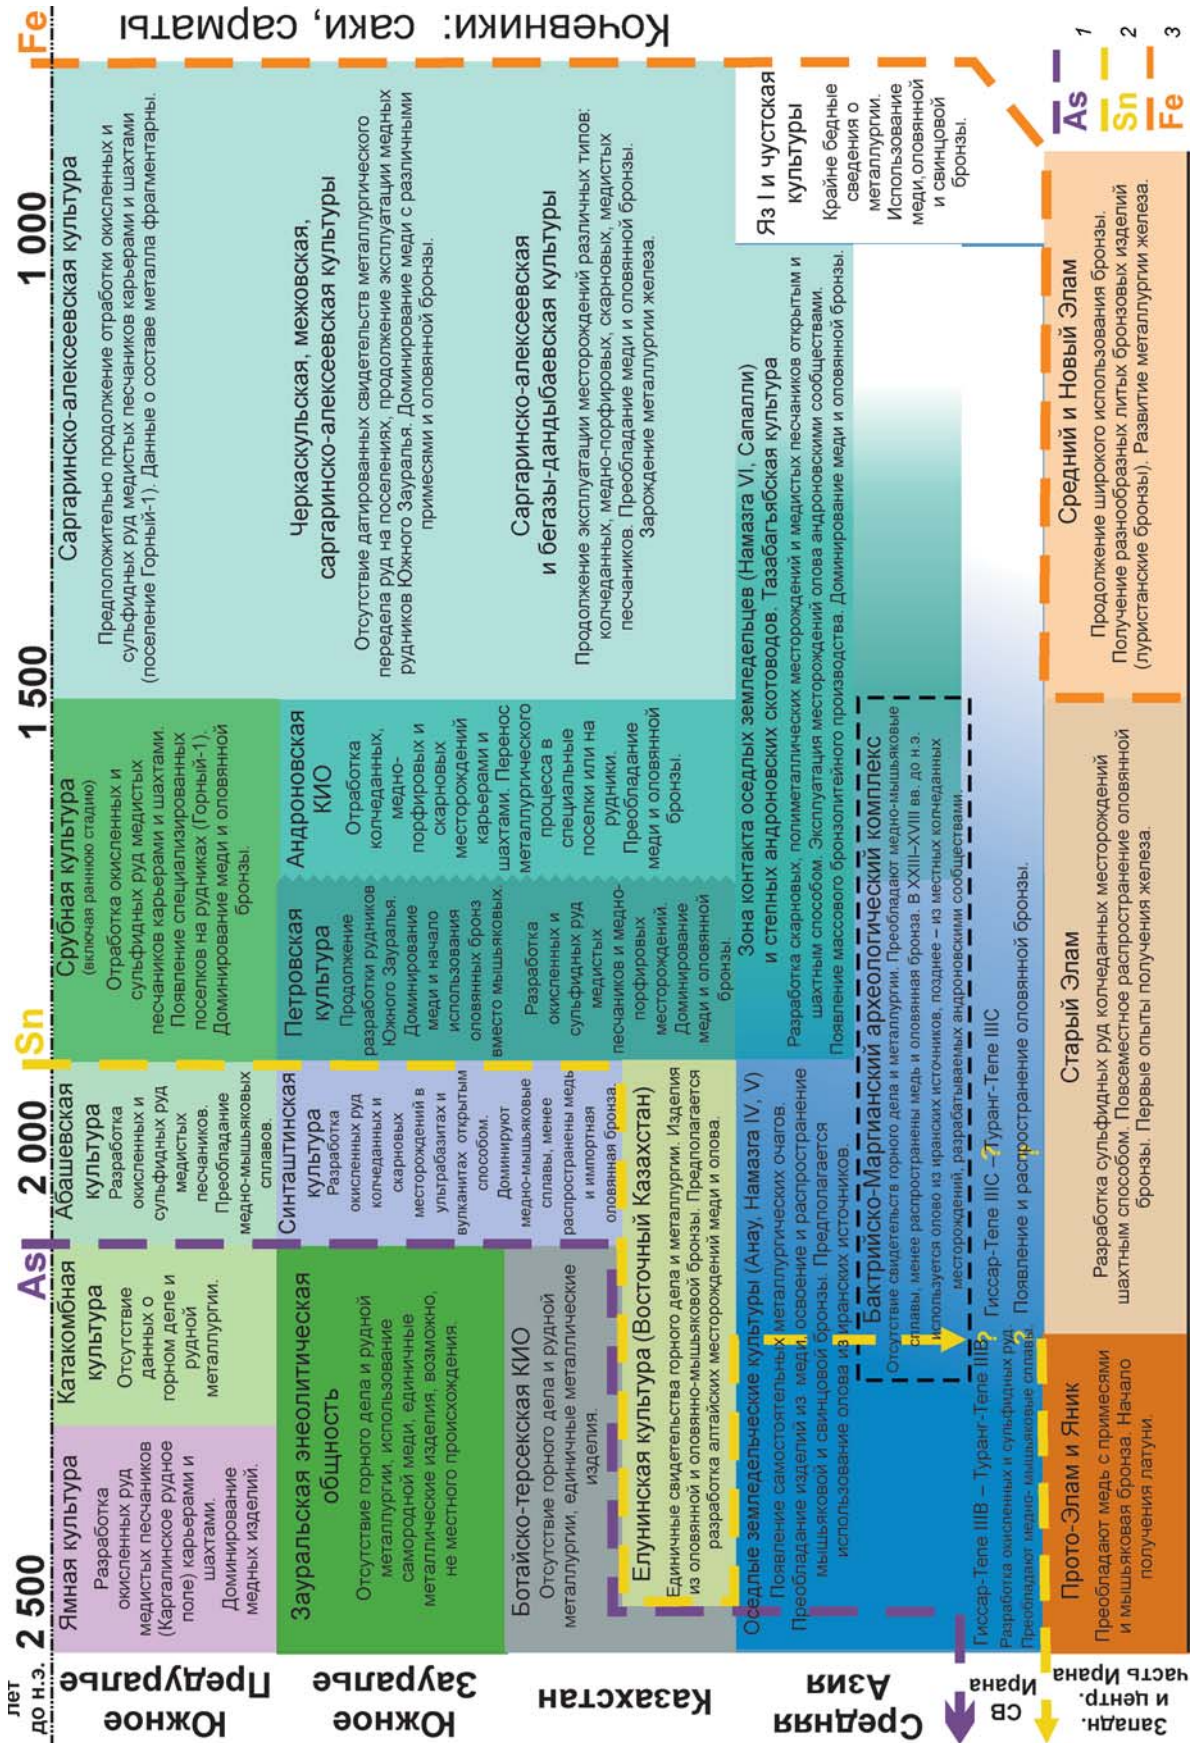 лет
до н.э.
2 500
As
2 000
Sn
1 500
1 000
Fe
Южное
Предуралье
Ямная культура
Разработка
окисленных руд
медистых песчаников
(Каргалинское рудное
поле) карьерами и
шахтами.
Доминирование
медных изделий.
Катакомбная
культура
Отсутствие
данных о
горном деле и
рудной
металлургии.
Абашевская
культура
Разработка
окисленных и
сульфидных руд
медистых
песчаников.
Преобладание
медно-мышьяковых
сплавов.
Срубная культура
(включая раннюю стадию)
Отработка окисленных и
сульфидных руд медистых
песчаников карьерами и шахтами.
Появление специализированных
поселков на рудниках (Горный-1).
Доминирование меди и оловянной
бронзы.
Саргаринско-алексеевская культура
Предположительно продолжение отработки окисленных и
сульфидных руд медистых песчаников карьерами и шахтами
(поселение Горный-1). Данные о составе металла фрагментарны.
Южное
Зауралье
Зауральская энеолитическая
общность
Отсутствие горного дела и рудной
металлургии, использование
самородной меди, единичные
металлические изделия, возможно,
не местного происхождения.
Синташтинская
культура
Разработка
окисленных руд
колчеданных и
скарновых
месторождений в
ультрабазитах и
вулканитах открытым
способом.
Доминируют
медно-мышьяковые
сплавы, менее
распространены медь
и импортная
оловянная бронза.
Петровская
культура
Продолжение
разработки рудников
Южного Зауралья.
Доминирование
меди и начало
использования
оловянных бронз
вместо мышьяковых.
Разработка
окисленных и
сульфидных руд
медистых
песчаников и медно-
порфировых
месторождений.
Доминирование
меди и оловянной
бронзы.
Андроновская
КИО
Отработка
колчеданных,
медно-
порфировых и
скарновых
месторождений
карьерами и
шахтами. Перенос
металлургического
процесса в
специальные
поселки или на
рудники.
Преобладание
меди и оловянной
бронзы.
Черкаскульская, межовская,
саргаринско-алексеевская культуры
Отсутствие датированных свидетельств металлургического
передела руд на поселениях, продолжение эксплуатации медных
рудников Южного Зауралья. Доминирование меди с различными
примесями и оловянной бронзы.
Казахстан
Ботайско-терсекская КИО
Отсутствие горного дела и рудной
металлургии, единичные металлические
изделия.
Елунинская культура (Восточный Казахстан)
Единичные свидетельства горного дела и металлургии. Изделия
из оловянной и оловянно-мышьяковой бронзы. Предполагается
разработка алтайских месторождений меди и олова.
Саргаринско-алексеевская
и бегазы-дандыбаевская культуры
Продолжение эксплуатации месторождений различных типов:
колчеданных, медно-порфировых, скарновых, медистых
песчаников. Преобладание меди и оловянной бронзы.
Зарождение металлургии железа.
Кочевники: саки, сарматы
Средняя
Азия
Оседлые земледельческие культуры (Анау, Намазга IV, V)
Появление самостоятельных металлургических очагов.
Преобладание изделий из меди, освоение и распространение
мышьяковой и свинцовой бронзы. Предполагается
использование олова из иранских источников.
Зона контакта оседлых земледельцев (Намазга VI, Сапалли)
и степных андроновских скотоводов. Тазабагъябская культура
Разработка скарновых, полиметаллических месторождений и медистых песчаников открытым и
шахтным способом. Эксплуатация месторождений олова андроновскими сообществами.
Появление массового бронзолитейного производства. Доминирование меди и оловянной бронзы.
Яз I и чустская
культуры
Крайне бедные
сведения о
металлургии.
Использование
меди,оловянной
и свинцовой
бронзы.
Бактрийско-Маргианский археологический комплекс
Отсутствие свидетельств горного дела и металлургии. Преобладают медно-мышьяковые
сплавы, менее распространены медь и оловянная бронза. В XXIII–XVIII вв. до н.э.
используется олово из иранских источников, позднее – из местных колчеданных
месторождений, разрабатываемых андроновскими сообществами.
СВ
Ирана
Гиссар-Тепе IIIB – Туранг-Тепе IIIB
?
Гиссар-Тепе IIIC –
?
Туранг-Тепе IIIC
Разработка окисленных и сульфидных руд.
Преобладают медно- мышьяковые сплавы.
?
Появление и распространение оловянной бронзы.
?
Западн.
и центр.
часть Ирана
Прото-Элам и Яник
Преобладают медь с примесями
и мышьяковая бронза. Начало
получения латуни.
Старый Элам
Разработка сульфидных руд колчеданных месторождений
шахтным способом. Повсеместное распространение оловянной
бронзы. Первые опыты получения железа.
Средний и Новый Элам
Продолжение широкого использования бронзы.
Получение разнообразных литых бронзовых изделий
(луристанские бронзы). Развитие металлургии железа.
As 1
Sn 2
Fe 3